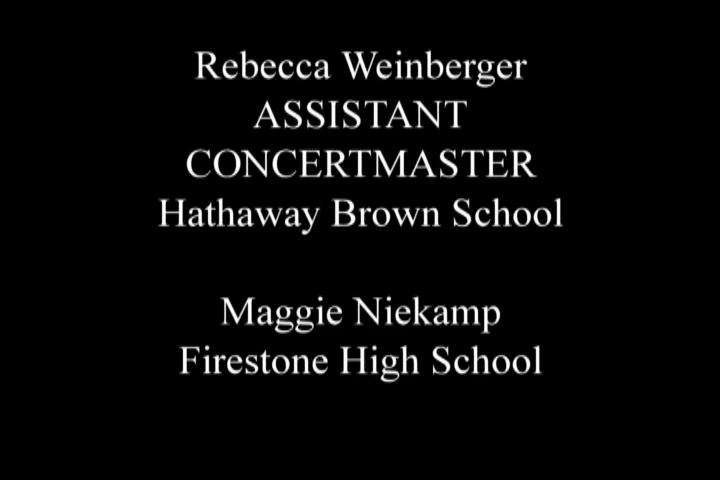 Rebecca Weinberger
ASSISTANT
CONCERTMASTER
Hathaway Brown School
Maggie Niekamp
Firestone High School